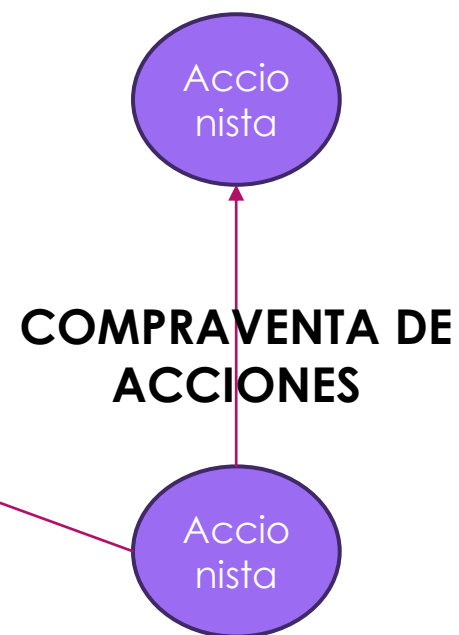 Accio
nista
COMPRAVENTA DE
ACCIONES
Accio
nista